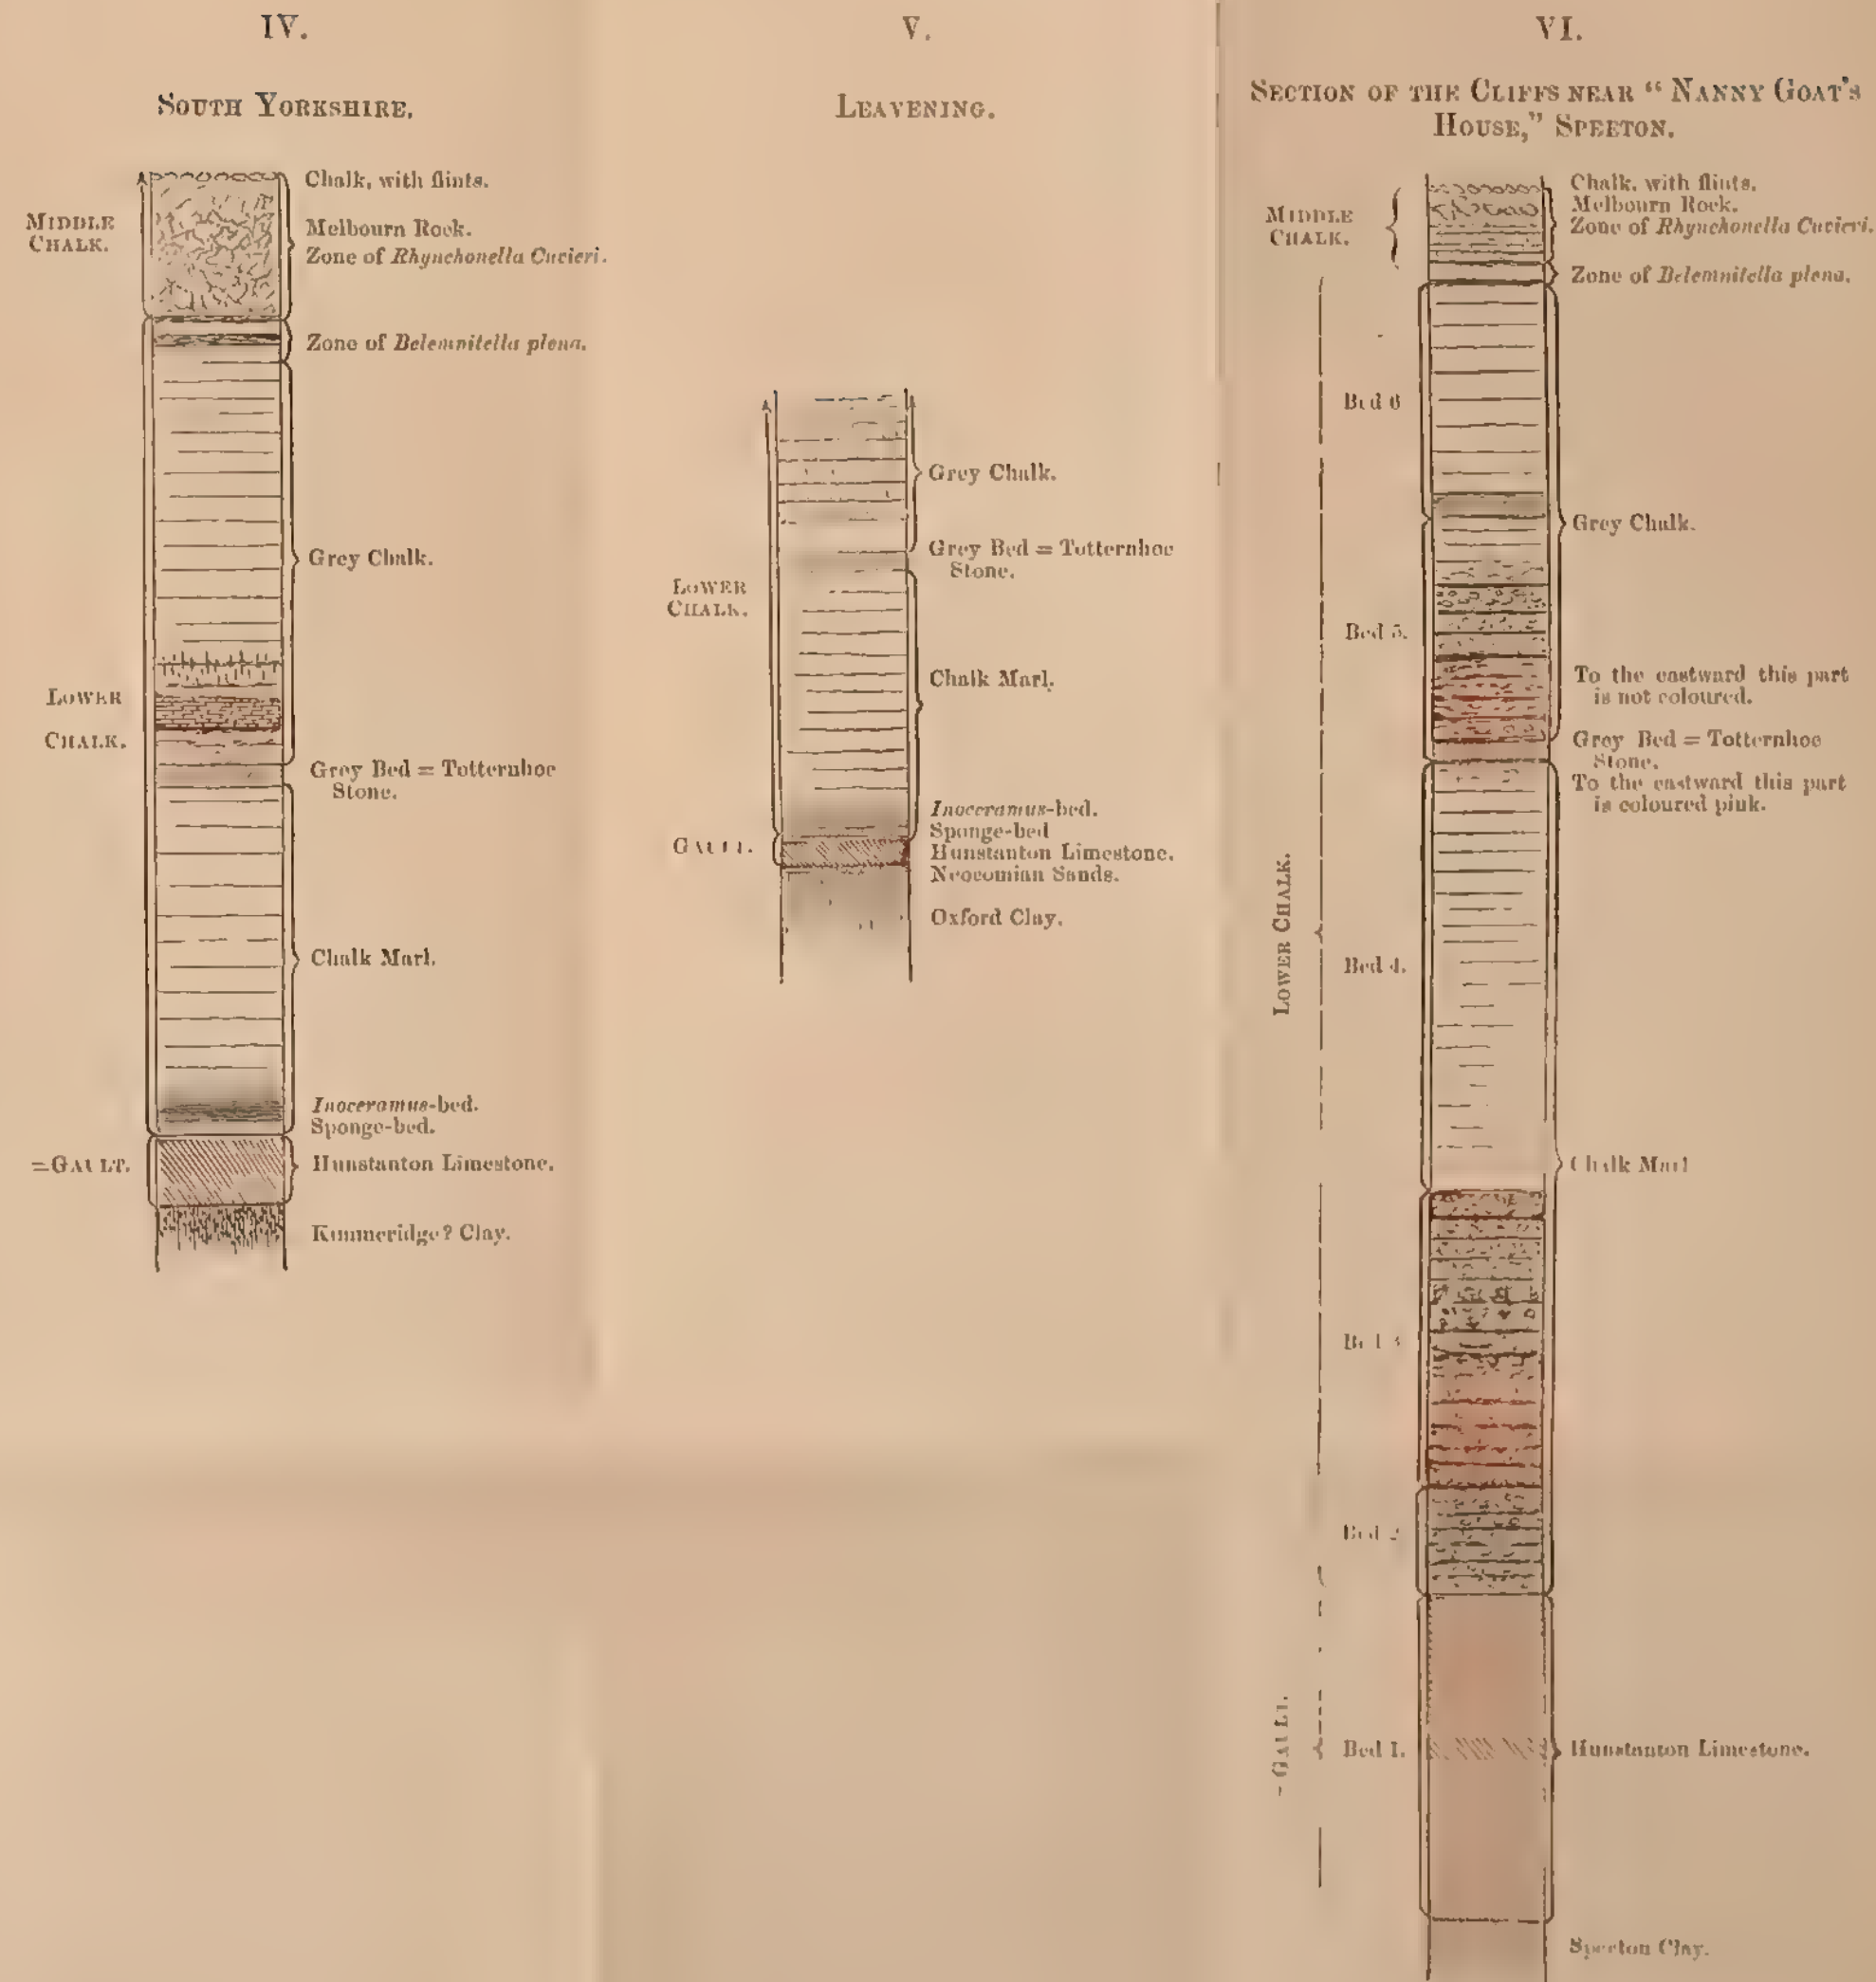 IV.
SOUTH YORKSHIRE.
MIDDLE
CHALK.
Chalk, with flints.
Melbourn Rock.
Zone of Rhynchonella Cuvieri.
Zone of Belemnitella plena.
Grey Chalk.
LOWER
CHALK.
Grey Bed = Totternhoe
Stone.
Chalk Marl.
Inoceramus-bed.
Sponge-bed.
=GAULT.
Hunstanton Limestone.
Kimmeridge? Clay.
V.
LEAVENING.
Grey Chalk.
Grey Bed = Totternhoe
Stone.
LOWER
CHALK.
Chalk Marl.
Inoceramus-bed.
Sponge-bed
GAULT.
Hunstanton Limestone.
Neocomian Sands.
Oxford Clay.
VI.
SECTION OF THE CLIFFS NEAR “NANNY GOAT'S
HOUSE,” SPEETON.
MIDDLE
CHALK.
Chalk, with flints.
Melbourn Rock.
Zone of Rhynchonella Cuvieri.
Zone of Belemnitella plena.
Bed 6
Grey Chalk.
Bed 5.
To the eastward this part
is not coloured.
Grey Bed = Totternhoe
Stone.
To the eastward this part
is coloured pink.
LOWER CHALK.
Bed 4.
Chalk Marl
Bed 3
Bed 2
=GAULT.
Bed 1.
Hunstanton Limestone.
Speeton Clay.